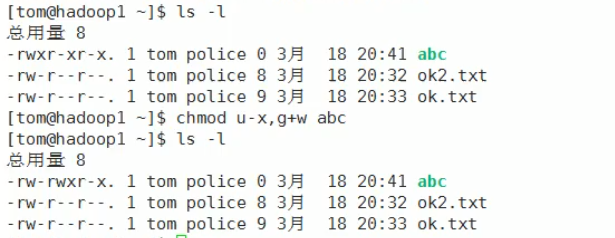 [tom@hadoop1 ~]$ ls -l
总用量 8
-rwxr-xr-x. 1 tom police 0 3月  18 20:41 abc
-rw-r--r--. 1 tom police 8 3月  18 20:32 ok2.txt
-rw-r--r--. 1 tom police 9 3月  18 20:33 ok.txt
[tom@hadoop1 ~]$ chmod u-x,g+w abc
[tom@hadoop1 ~]$ ls -l
总用量 8
-rw-rwxr-x. 1 tom police 0 3月  18 20:41 abc
-rw-r--r--. 1 tom police 8 3月  18 20:32 ok2.txt
-rw-r--r--. 1 tom police 9 3月  18 20:33 ok.txt